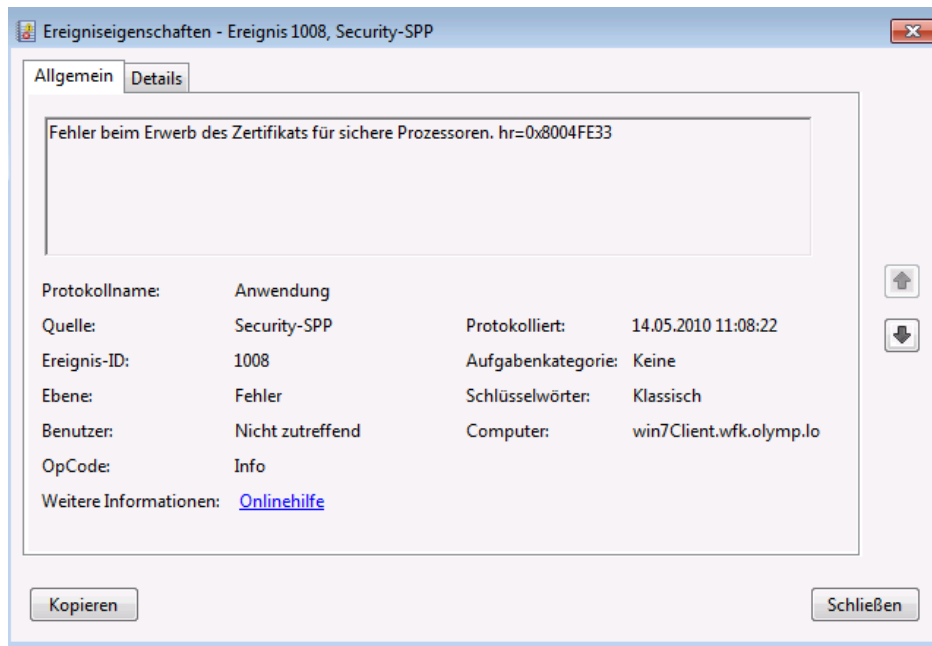 Ereigniseigenschaften - Ereignis 1008, Security-SPP
Allgemein Details
Fehler beim Erwerb des Zertifikats für sichere Prozessoren. hr=0x8004FE33
Protokollname: Anwendung
Quelle: Security-SPP Protokolliert: 14.05.2010 11:08:22
Ereignis-ID: 1008 Aufgabenkategorie: Keine
Ebene: Fehler Schlüsselwörter: Klassisch
Benutzer: Nicht zutreffend Computer: win7Client.wfk.olymp.lo
OpCode: Info
Weitere Informationen: Onlinehilfe
Kopieren Schließen